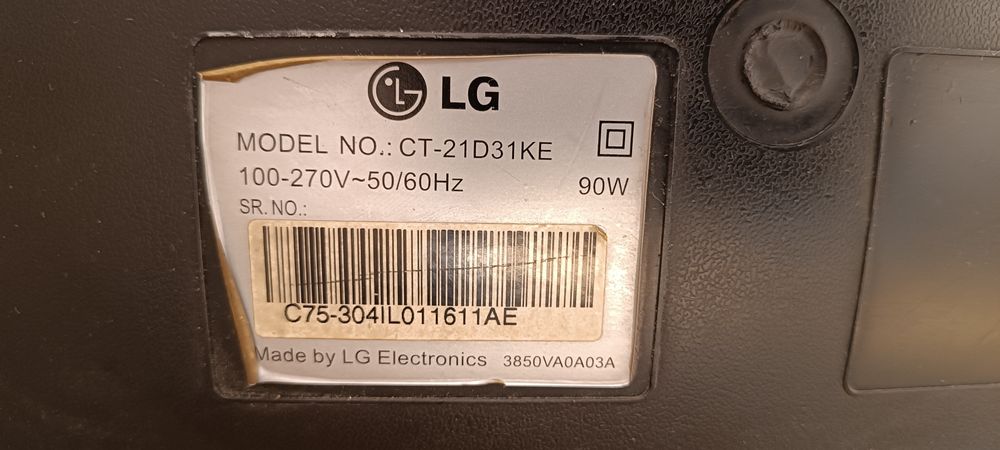 LG
MODEL NO.: CT-21D31KE
100-270V~50/60Hz 90W
SR. NO.:
C75-304IL011611AE
Made by LG Electronics 3850VA0A03A